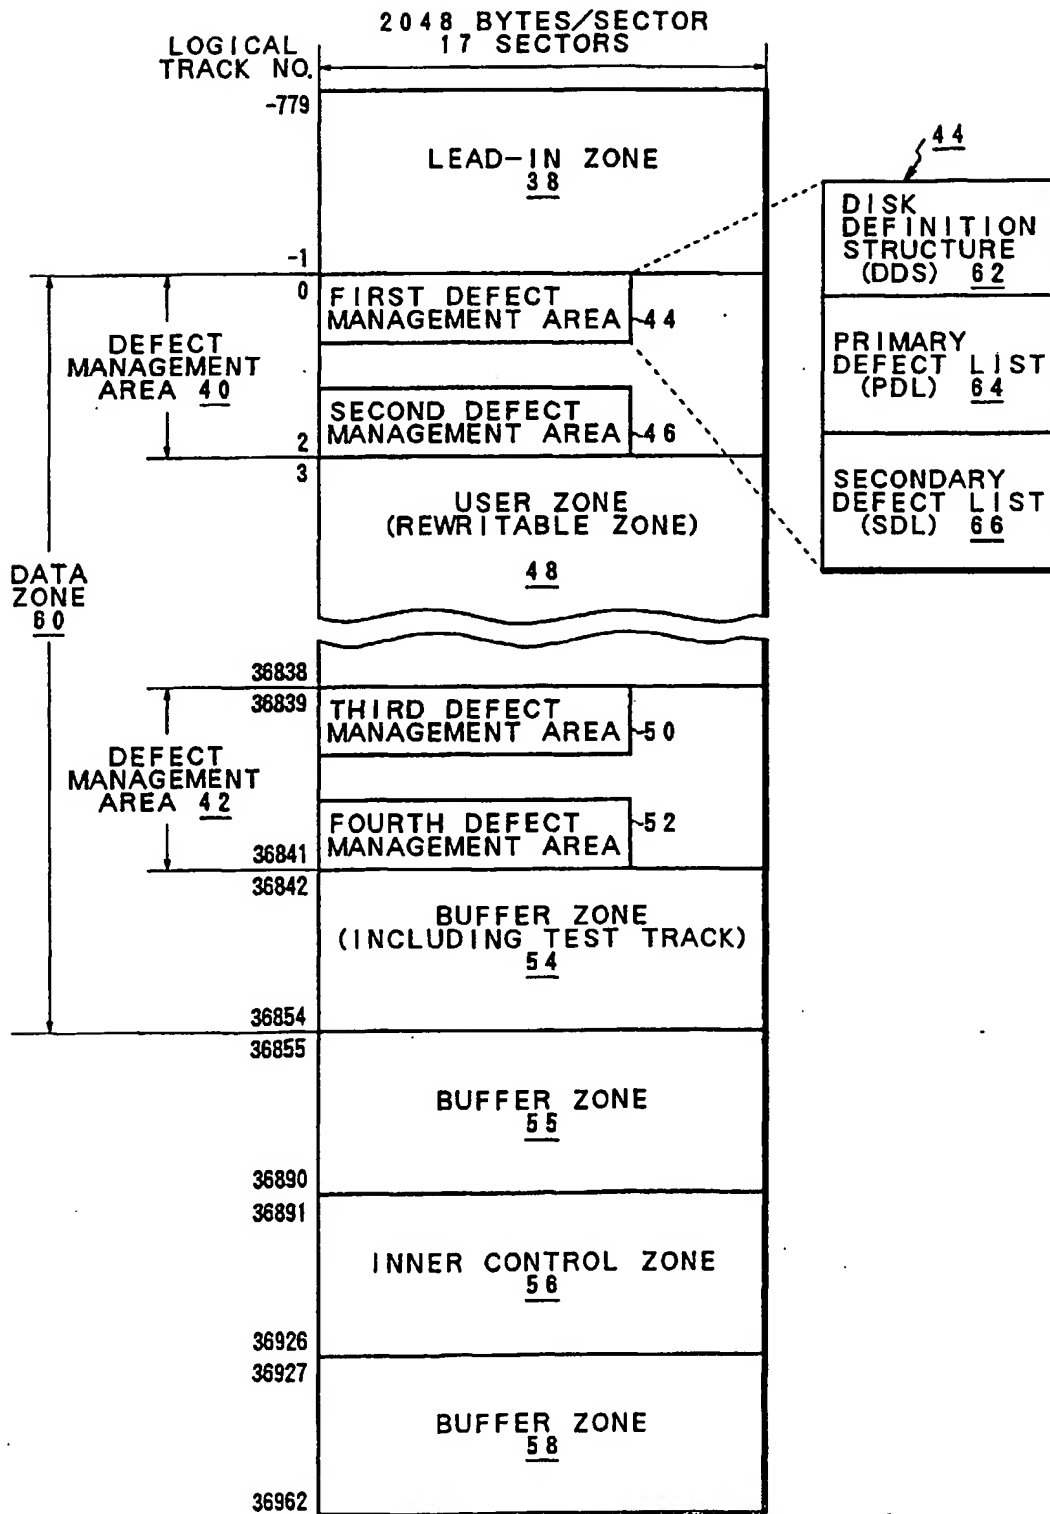 2048 BYTES/SECTOR
17 SECTORS
LOGICAL
TRACK NO.
-779
LEAD-IN ZONE
38
-1
0
FIRST DEFECT
MANAGEMENT AREA
44
DEFECT
MANAGEMENT
AREA 40
SECOND DEFECT
MANAGEMENT AREA
46
2
3
USER ZONE
(REWRITABLE ZONE)
48
44
DISK
DEFINITION
STRUCTURE
(DDS) 62
PRIMARY
DEFECT LIST
(PDL) 64
SECONDARY
DEFECT LIST
(SDL) 66
DATA
ZONE
60
36838
36839
THIRD DEFECT
MANAGEMENT AREA
50
DEFECT
MANAGEMENT
AREA 42
FOURTH DEFECT
MANAGEMENT AREA
52
36841
36842
BUFFER ZONE
(INCLUDING TEST TRACK)
54
36854
36855
BUFFER ZONE
55
36890
36891
INNER CONTROL ZONE
56
36926
36927
BUFFER ZONE
58
36962